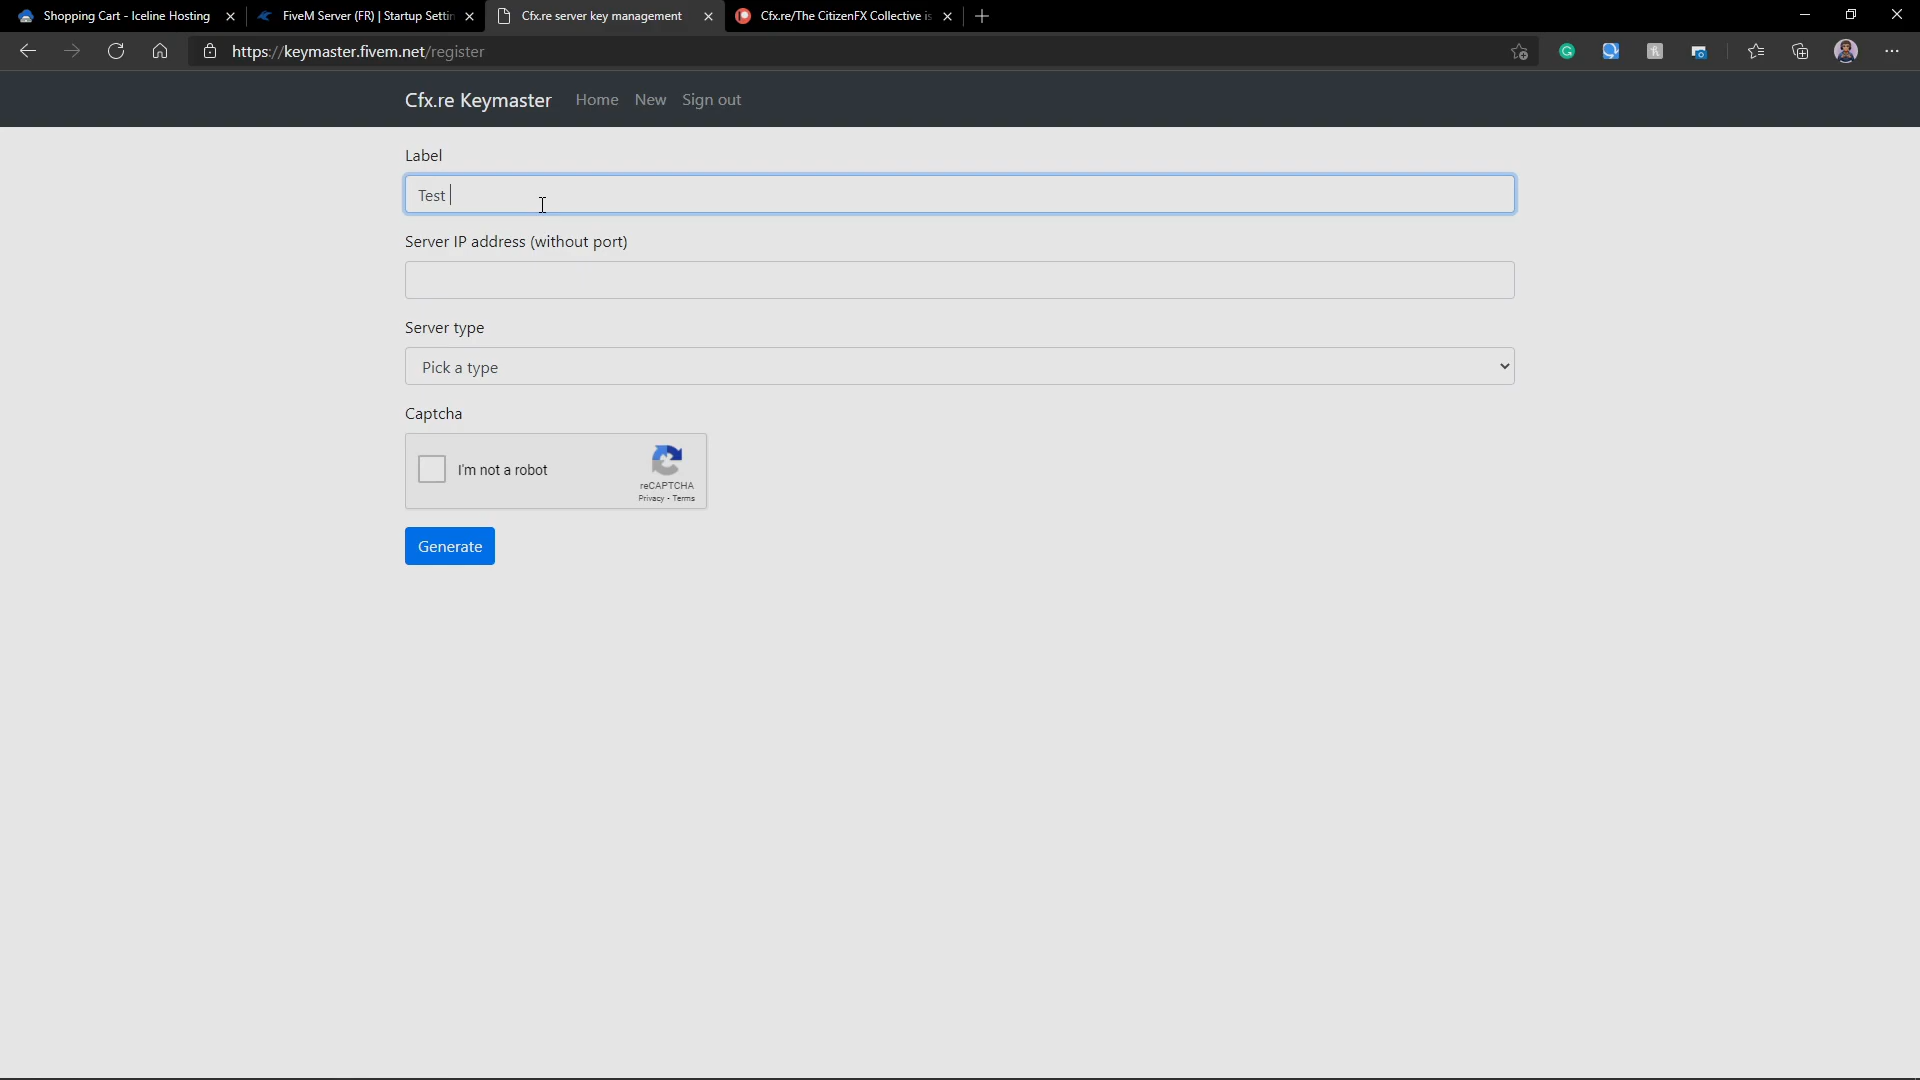 Shopping Cart - Iceline Hosting
FiveM Server (FR) | Startup Settin
Cfx.re server key management
Cfx.re/The CitizenFX Collective is
https://keymaster.fivem.net/register
Cfx.re Keymaster
Home
New
Sign out
Label
Test
Server IP address (without port)
Server type
Pick a type
Captcha
I'm not a robot
reCAPTCHA
Privacy - Terms
Generate